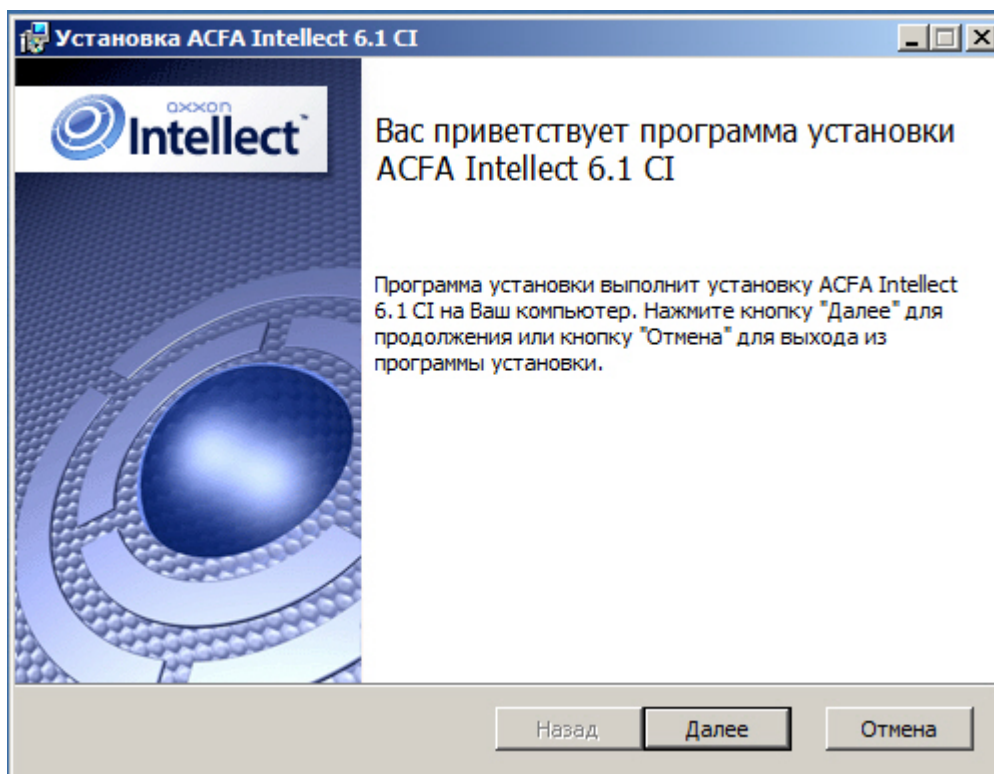 Установка ACFA Intellect 6.1 CI
axxon
Intellect™
Вас приветствует программа установки
ACFA Intellect 6.1 CI
Программа установки выполнит установку ACFA Intellect
6.1 CI на Ваш компьютер. Нажмите кнопку "Далее" для
продолжения или кнопку "Отмена" для выхода из
программы установки.
Назад Далее Отмена